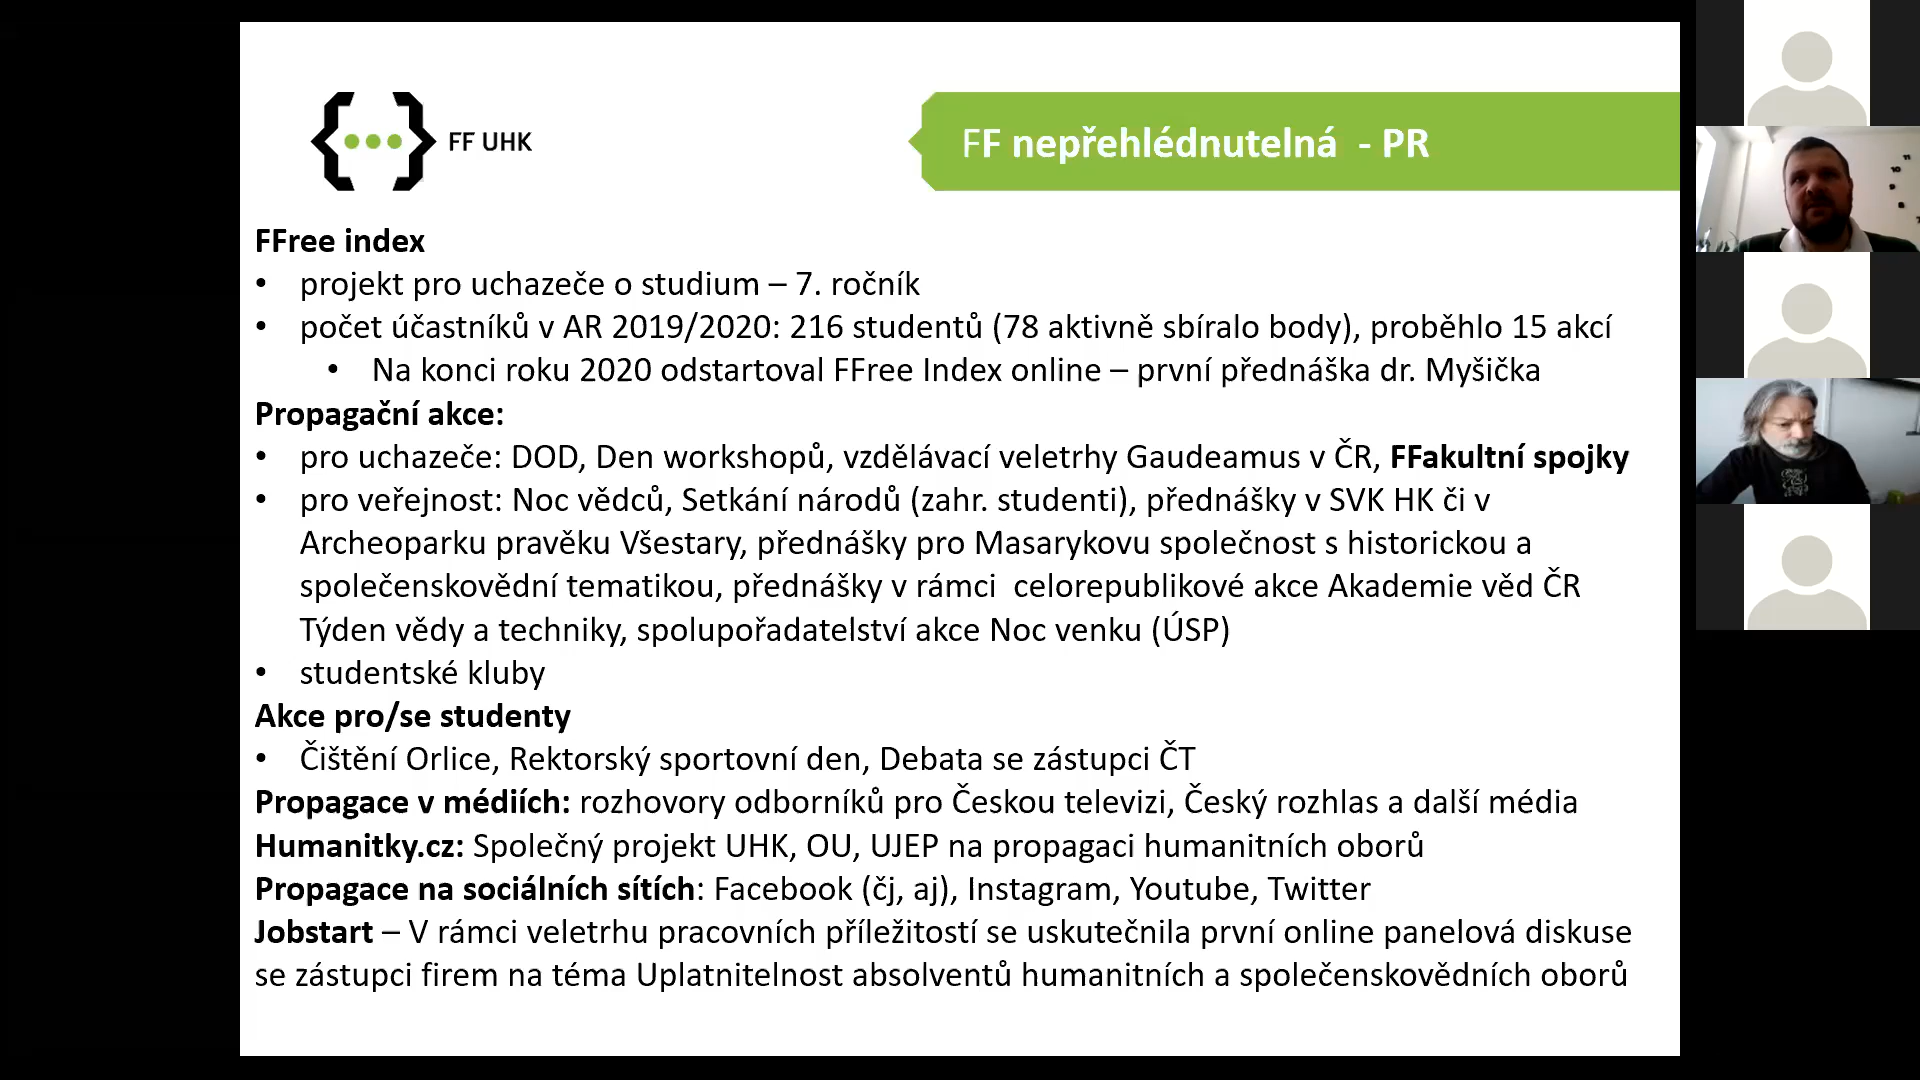 FF UHK
FF nepřehlédnutelná - PR
FFree index
• projekt pro uchazeče o studium – 7. ročník
• počet účastníků v AR 2019/2020: 216 studentů (78 aktivně sbíralo body), proběhlo 15 akcí
• Na konci roku 2020 odstartoval FFree Index online – první přednáška dr. Myšička
Propagační akce:
• pro uchazeče: DOD, Den workshopů, vzdělávací veletrhy Gaudeamus v ČR, FFakultní spojky
• pro veřejnost: Noc vědců, Setkání národů (zahr. studenti), přednášky v SVK HK či v
Archeoparku pravěku Všestary, přednášky pro Masarykovu společnost s historickou a
společenskovědní tematikou, přednášky v rámci celorepublikové akce Akademie věd ČR
Týden vědy a techniky, spolupořadatelství akce Noc venku (ÚSP)
• studentské kluby
Akce pro/se studenty
• Čištění Orlice, Rektorský sportovní den, Debata se zástupci ČT
Propagace v médiích: rozhovory odborníků pro Českou televizi, Český rozhlas a další média
Humanitky.cz: Společný projekt UHK, OU, UJEP na propagaci humanitních oborů
Propagace na sociálních sítích: Facebook (čj, aj), Instagram, Youtube, Twitter
Jobstart – V rámci veletrhu pracovních příležitostí se uskutečnila první online panelová diskuse
se zástupci firem na téma Uplatnitelnost absolventů humanitních a společenskovědních oborů